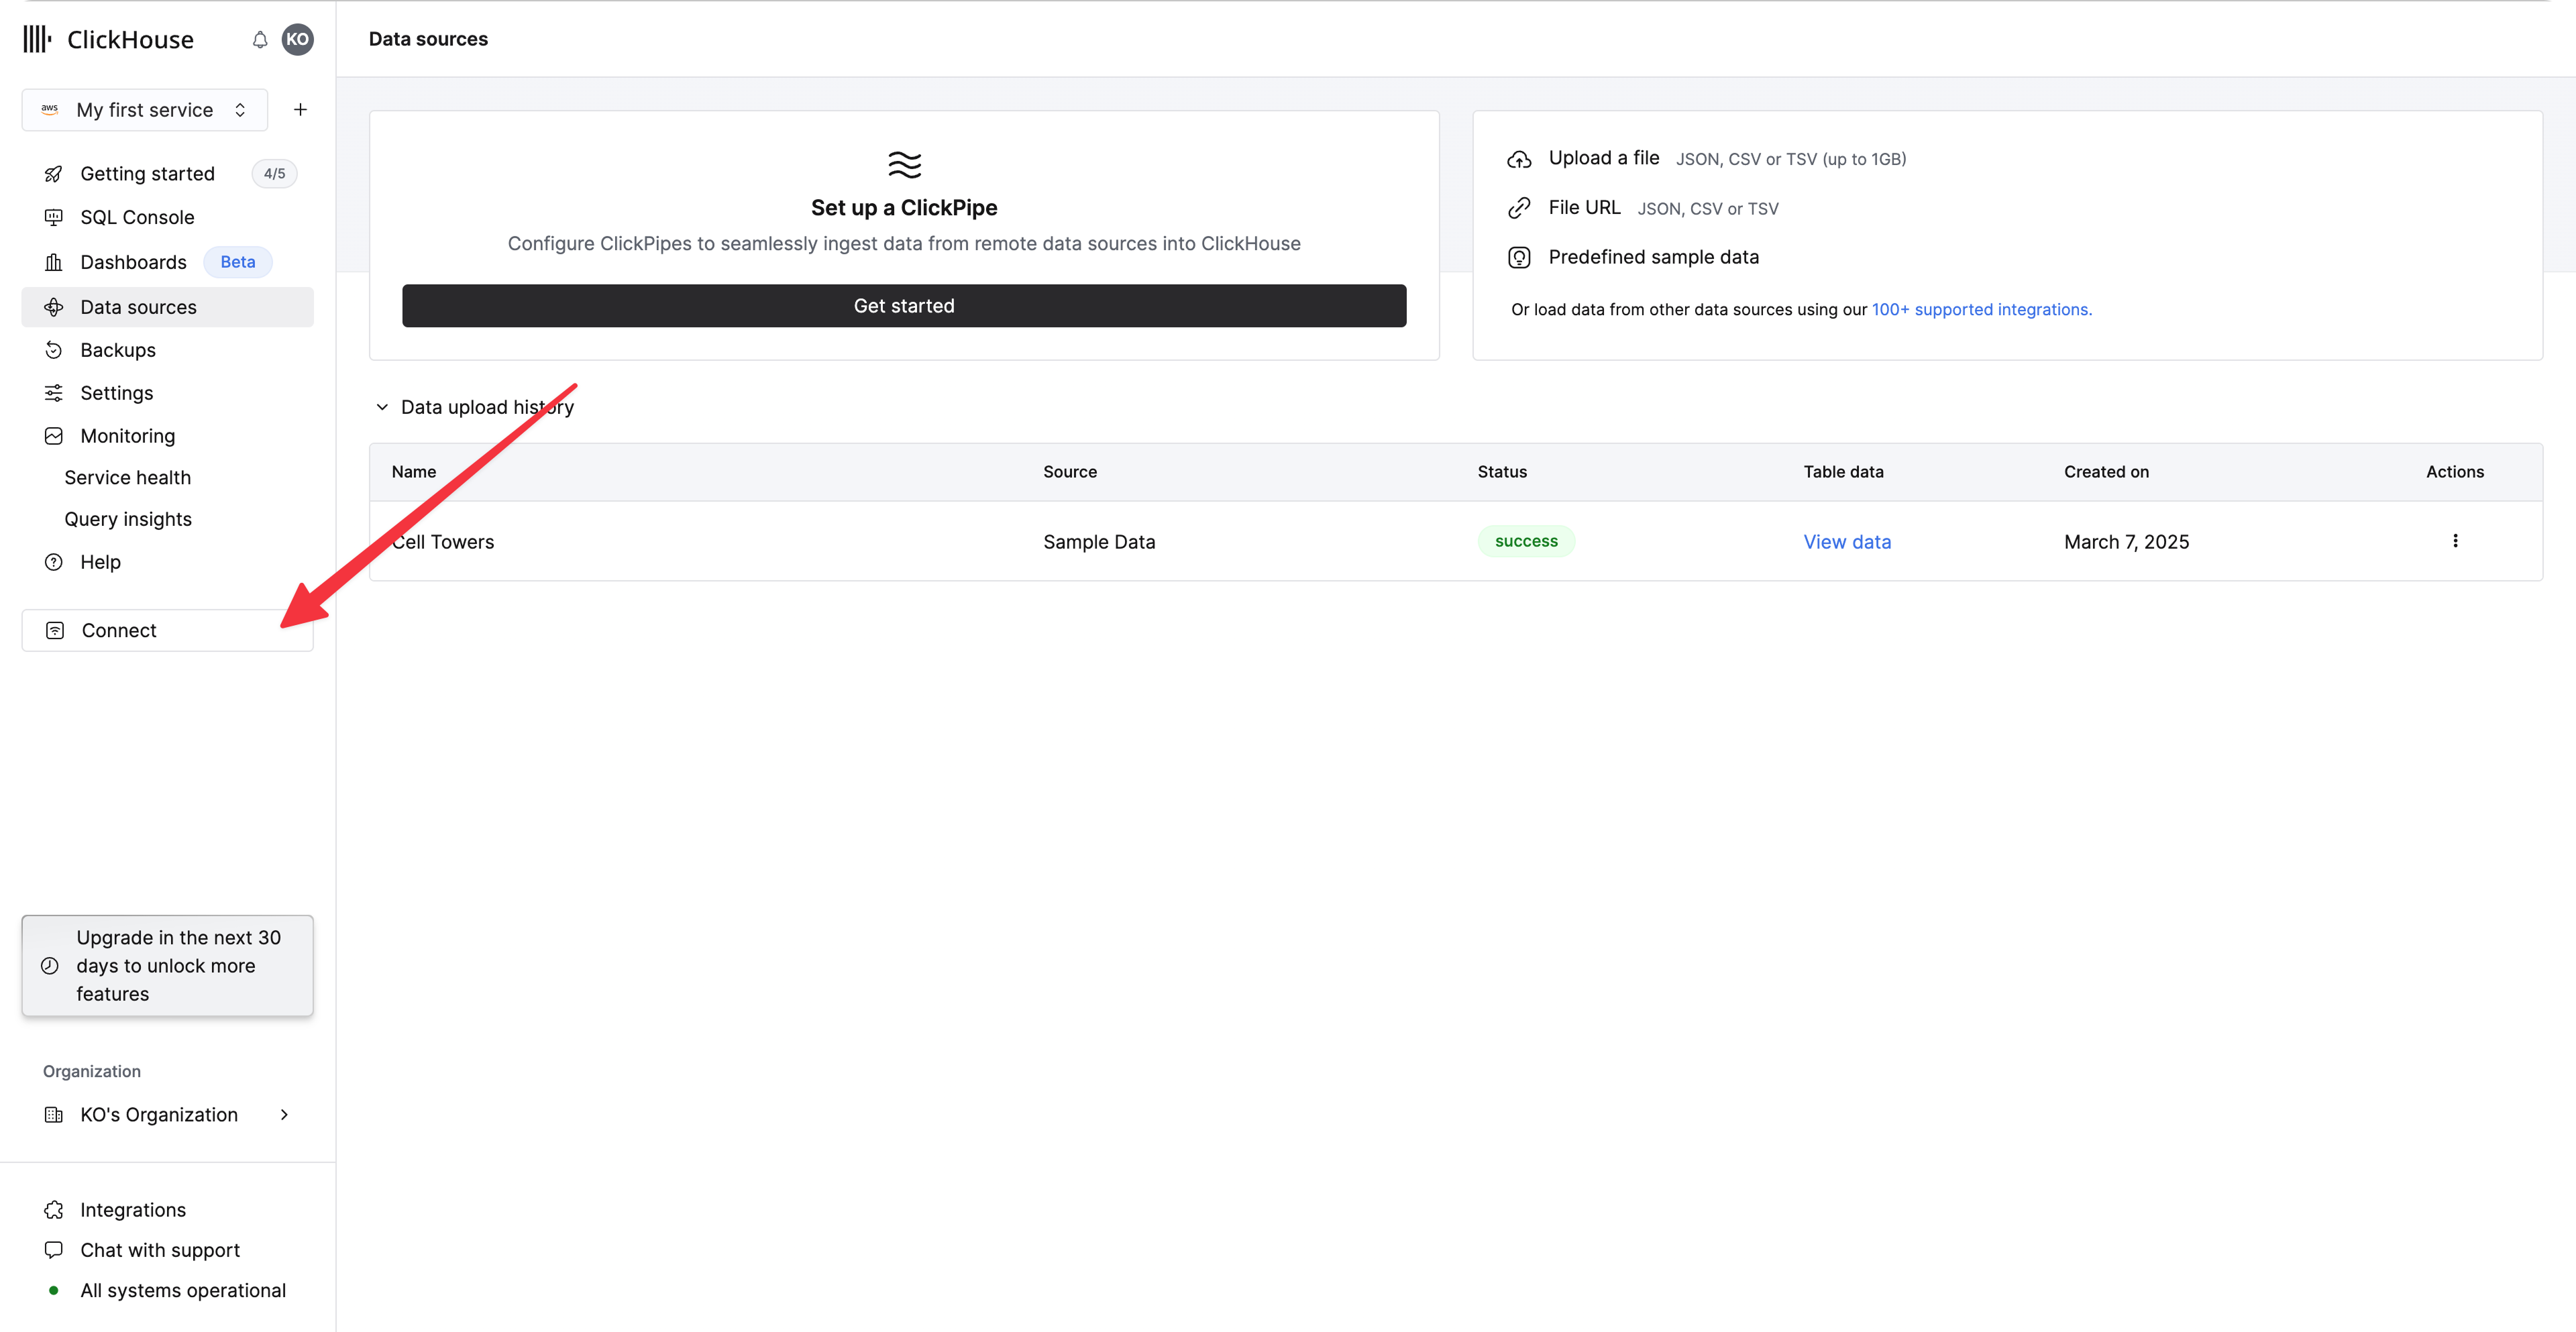 ClickHouse
KO
Data sources
aws My first service
Getting started 4/5
SQL Console
Dashboards Beta
Data sources
Backups
Settings
Monitoring
Service health
Query insights
Help
Connect
Upgrade in the next 30
days to unlock more
features
Organization
KO's Organization
Integrations
Chat with support
All systems operational
Set up a ClickPipe
Configure ClickPipes to seamlessly ingest data from remote data sources into ClickHouse
Get started
Upload a file JSON, CSV or TSV (up to 1GB)
File URL JSON, CSV or TSV
Predefined sample data
Or load data from other data sources using our 100+ supported integrations.
Data upload history
Name Source Status Table data Created on Actions
Cell Towers Sample Data success View data March 7, 2025